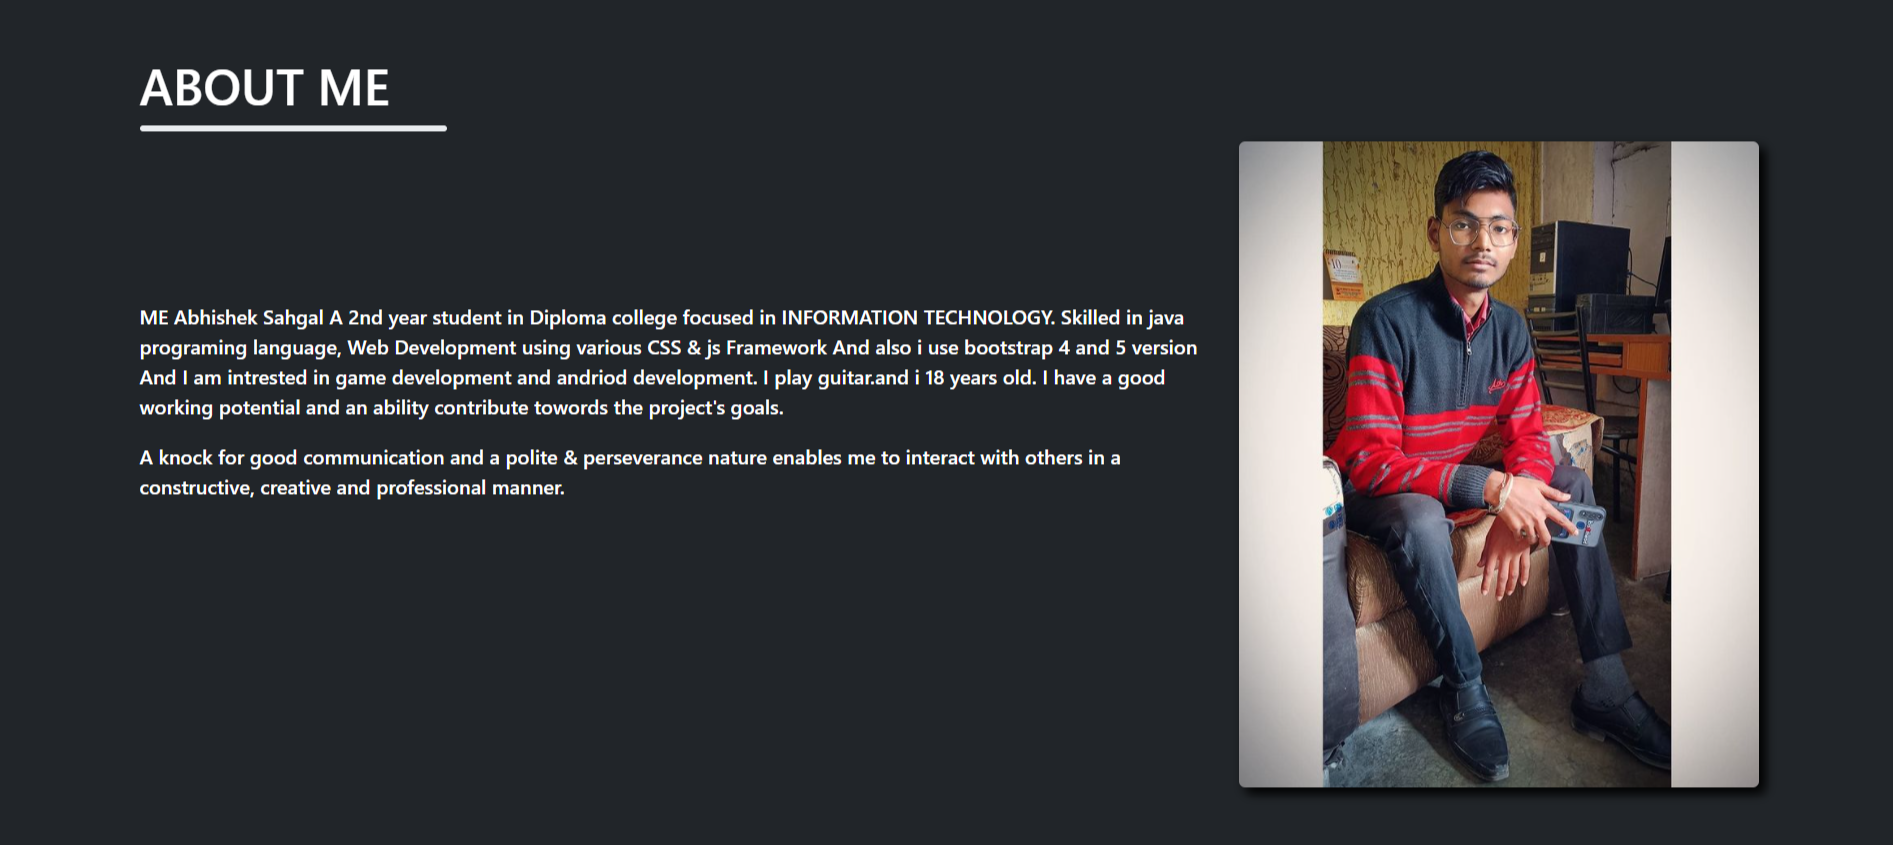 ABOUT ME
ME Abhishek Sahgal A 2nd year student in Diploma college focused in INFORMATION TECHNOLOGY. Skilled in java
programing language, Web Development using various CSS & js Framework And also i use bootstrap 4 and 5 version
And I am intrested in game development and andriod development. I play guitar.and i 18 years old. I have a good
working potential and an ability contribute towords the project's goals.
A knock for good communication and a polite & perseverance nature enables me to interact with others in a
constructive, creative and professional manner.
10